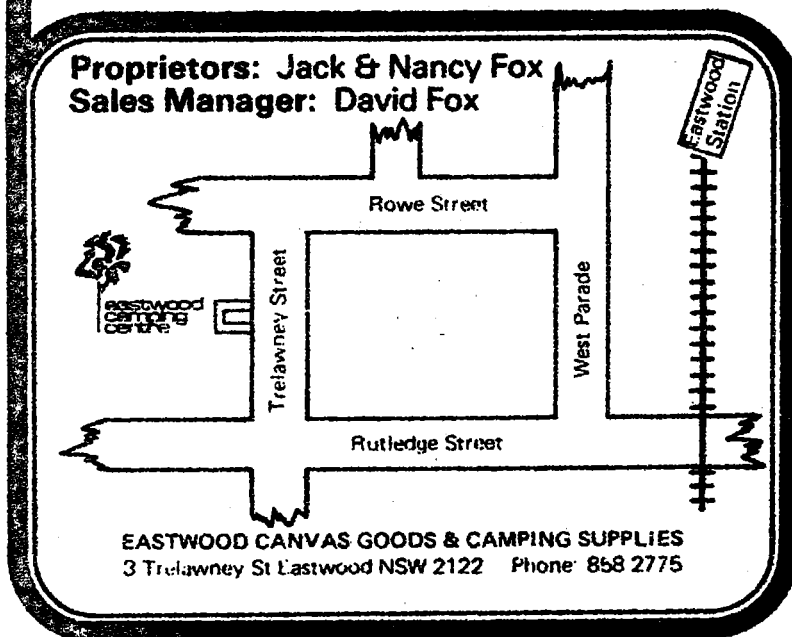 Proprietors: Jack & Nancy Fox
Sales Manager: David Fox
Eastwood
Station
Rowe Street
Trelawney Street
West Parade
eastwood
camping
centre
Rutledge Street
EASTWOOD CANVAS GOODS & CAMPING SUPPLIES
3 Trelawney St Eastwood NSW 2122 Phone: 858 2775